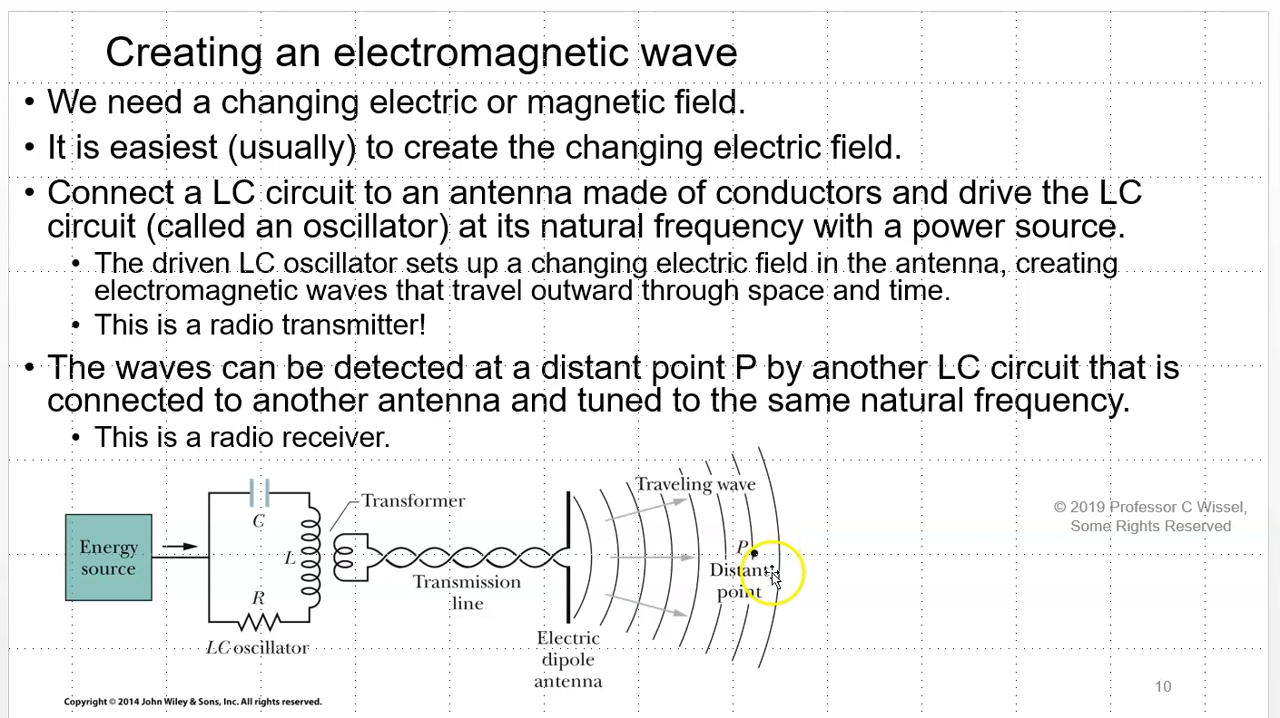 Creating an electromagnetic wave
• We need a changing electric or magnetic field.
• It is easiest (usually) to create the changing electric field.
• Connect a LC circuit to an antenna made of conductors and drive the LC
circuit (called an oscillator) at its natural frequency with a power source.
• The driven LC oscillator sets up a changing electric field in the antenna, creating
electromagnetic waves that travel outward through space and time.
• This is a radio transmitter!
• The waves can be detected at a distant point P by another LC circuit that is
connected to another antenna and tuned to the same natural frequency.
• This is a radio receiver.
Energy
source
C
L
R
LC oscillator
Transformer
Transmission
line
Electric
dipole
antenna
Traveling wave
P
Distant
point
© 2019 Professor C Wissel,
Some Rights Reserved
Copyright © 2014 John Wiley & Sons, Inc. All rights reserved.
10